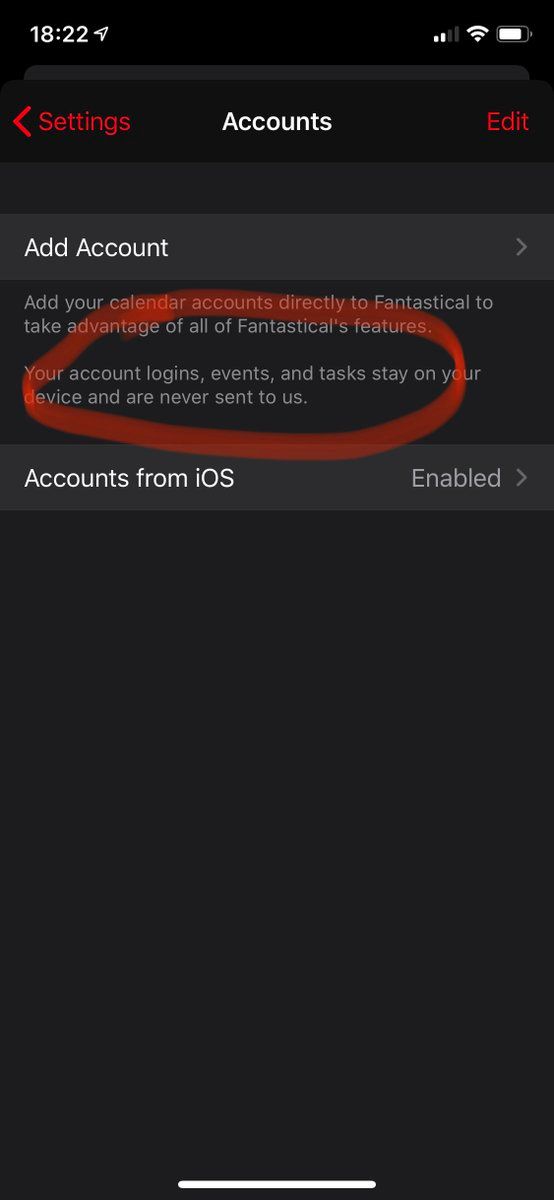 18:22
Settings
Accounts
Edit
Add Account
Add your calendar accounts directly to Fantastical to
take advantage of all of Fantastical's features.
Your account logins, events, and tasks stay on your
device and are never sent to us.
Accounts from iOS
Enabled